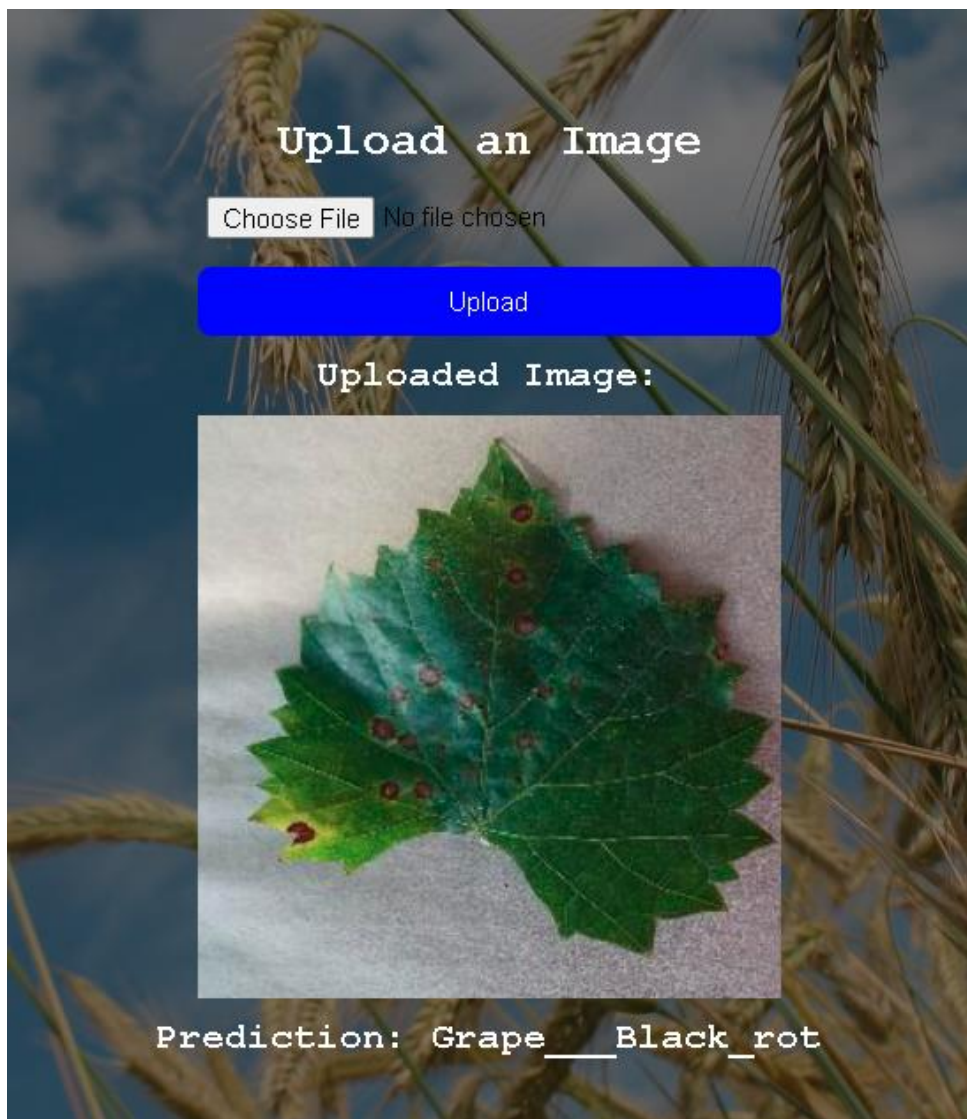 Upload an Image
Choose File No file chosen
Upload
Uploaded Image:
Prediction: Grape___Black_rot